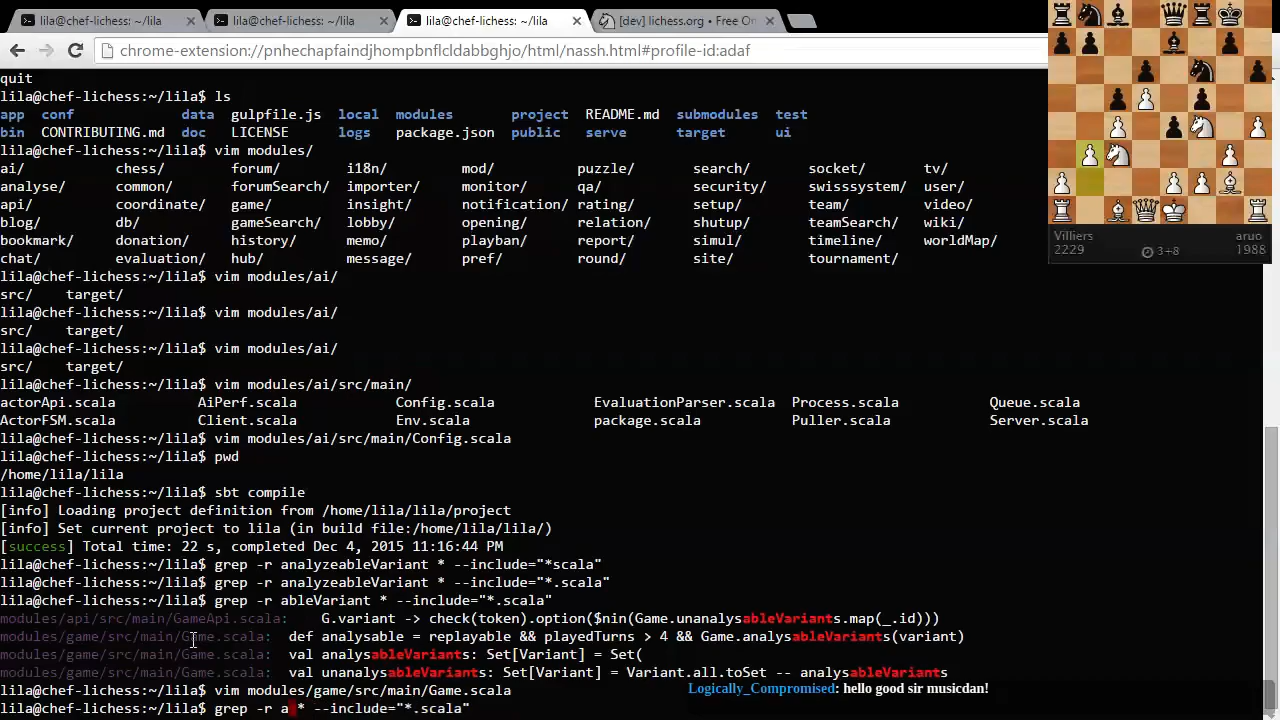 lila@chef-lichess: ~/lila
lila@chef-lichess: ~/lila
lila@chef-lichess: ~/lila
[dev] lichess.org • Free On
chrome-extension://pnhechapfaindjhompbnflcldabbghjo/html/nassh.html#profile-id:adaf
quit
lila@chef-lichess:~/lila$ ls
app conf data gulpfile.js local modules project README.md submodules test
bin CONTRIBUTING.md doc LICENSE logs package.json public serve target ui
lila@chef-lichess:~/lila$ vim modules/
ai/ chess/ forum/ i18n/ mod/ puzzle/ search/ socket/ tv/
analyse/ common/ forumSearch/ importer/ monitor/ qa/ security/ swisssystem/ user/
api/ coordinate/ game/ insight/ notification/ rating/ setup/ team/ video/
blog/ db/ gameSearch/ lobby/ opening/ relation/ shutup/ teamSearch/ wiki/
bookmark/ donation/ history/ memo/ playban/ report/ simul/ timeline/ worldMap/
chat/ evaluation/ hub/ message/ pref/ round/ site/ tournament/
lila@chef-lichess:~/lila$ vim modules/ai/
src/ target/
lila@chef-lichess:~/lila$ vim modules/ai/
src/ target/
lila@chef-lichess:~/lila$ vim modules/ai/
src/ target/
lila@chef-lichess:~/lila$ vim modules/ai/src/main/
actorApi.scala AiPerf.scala Config.scala EvaluationParser.scala Process.scala Queue.scala
ActorFSM.scala Client.scala Env.scala package.scala Puller.scala Server.scala
lila@chef-lichess:~/lila$ vim modules/ai/src/main/Config.scala
lila@chef-lichess:~/lila$ pwd
/home/lila/lila
lila@chef-lichess:~/lila$ sbt compile
[info] Loading project definition from /home/lila/lila/project
[info] Set current project to lila (in build file:/home/lila/lila/)
[success] Total time: 22 s, completed Dec 4, 2015 11:16:44 PM
lila@chef-lichess:~/lila$ grep -r analyzeableVariant * --include="*scala"
lila@chef-lichess:~/lila$ grep -r analyzeableVariant * --include="*.scala"
lila@chef-lichess:~/lila$ grep -r ableVariant * --include="*.scala"
modules/api/src/main/GameApi.scala: G.variant -> check(token).option($nin(Game.unanalysableVariants.map(_.id)))
modules/game/src/main/Game.scala: def analysable = replayable && playedTurns > 4 && Game.analysableVariants(variant)
modules/game/src/main/Game.scala: val analysableVariants: Set[Variant] = Set(
modules/game/src/main/Game.scala: val unanalysableVariants: Set[Variant] = Variant.all.toSet -- analysableVariants
lila@chef-lichess:~/lila$ vim modules/game/src/main/Game.scala
lila@chef-lichess:~/lila$ grep -r a * --include="*.scala"
Villiers aruo
2229 3+8 1988
Logically_Compromised: hello good sir musicdan!